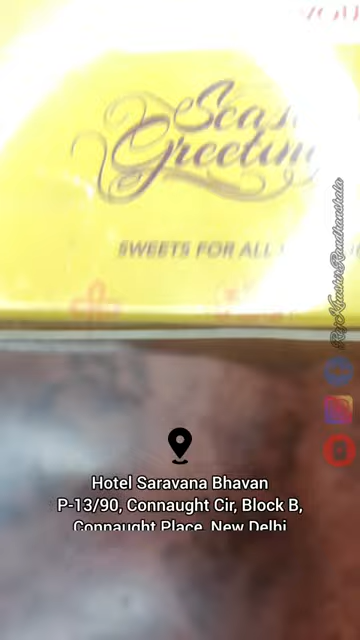 Seas
Greetin
SWEETS FOR ALL
Hotel Saravana Bhavan
P-13/90, Connaught Cir, Block B,
Connaught Place, New Delhi